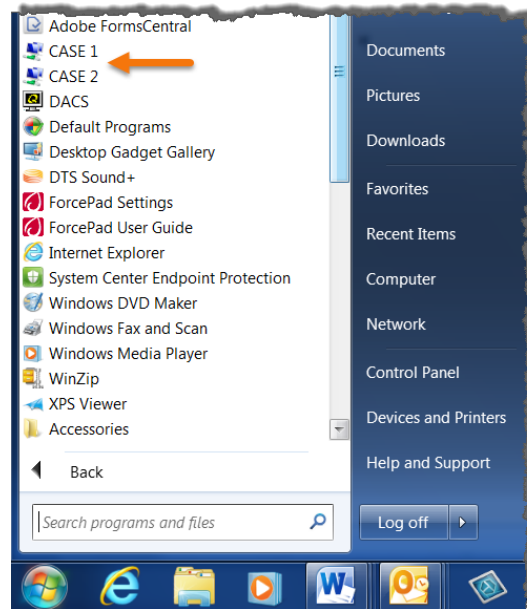 Adobe FormsCentral
CASE 1
CASE 2
DACS
Default Programs
Desktop Gadget Gallery
DTS Sound+
ForcePad Settings
ForcePad User Guide
Internet Explorer
System Center Endpoint Protection
Windows DVD Maker
Windows Fax and Scan
Windows Media Player
WinZip
XPS Viewer
Accessories
Back
Search programs and files
Documents
Pictures
Downloads
Favorites
Recent Items
Computer
Network
Control Panel
Devices and Printers
Help and Support
Log off